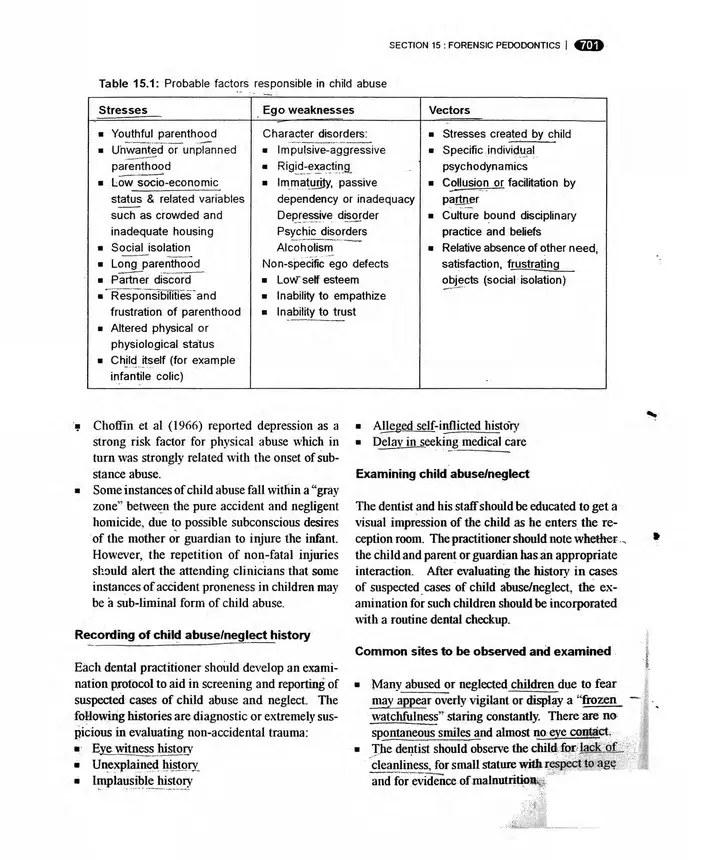 SECTION 15 : FORENSIC PEDODONTICS | 701
Table 15.1: Probable factors responsible in child abuse
Stresses
■ Youthful parenthood
■ Unwanted or unplanned
parenthood
■ Low socio-economic
status & related variables
such as crowded and
inadequate housing
■ Social isolation
■ Long parenthood
■ Partner discord
■ Responsibilities and
frustration of parenthood
■ Altered physical or
physiological status
■ Child itself (for example
infantile colic)
Ego weaknesses
Character disorders:
■ Impulsive-aggressive
■ Rigid-exacting
■ Immaturity, passive
dependency or inadequacy
Depressive disorder
Psychic disorders
Alcoholism
Non-specific ego defects
■ Low self esteem
■ Inability to empathize
■ Inability to trust
Vectors
■ Stresses created by child
■ Specific individual
psychodynamics
■ Collusion or facilitation by
partner
■ Culture bound disciplinary
practice and beliefs
■ Relative absence of other need,
satisfaction, frustrating
objects (social isolation)
■ Choffin et al (1966) reported depression as a
strong risk factor for physical abuse which in
turn was strongly related with the onset of sub-
stance abuse.
■ Some instances of child abuse fall within a “gray
zone” between the pure accident and negligent
homicide, due to possible subconscious desires
of the mother or guardian to injure the infant.
However, the repetition of non-fatal injuries
should alert the attending clinicians that some
instances of accident proneness in children may
be a sub-liminal form of child abuse.
Recording of child abuse/neglect history
Each dental practitioner should develop an exami-
nation protocol to aid in screening and reporting of
suspected cases of child abuse and neglect. The
following histories are diagnostic or extremely sus-
picious in evaluating non-accidental trauma:
■ Eye witness history
■ Unexplained history
■ Implausible history
■ Alleged self-inflicted history
■ Delay in seeking medical care
Examining child abuse/neglect
The dentist and his staff should be educated to get a
visual impression of the child as he enters the re-
ception room. The practitioner should note whether
the child and parent or guardian has an appropriate
interaction. After evaluating the history in cases
of suspected cases of child abuse/neglect, the ex-
amination for such children should be incorporated
with a routine dental checkup.
Common sites to be observed and examined
■ Many abused or neglected children due to fear
may appear overly vigilant or display a “frozen
watchfulness” staring constantly. There are no
spontaneous smiles and almost no eye contact.
■ The dentist should observe the child for lack of
cleanliness, for small stature with respect to age
and for evidence of malnutrition.